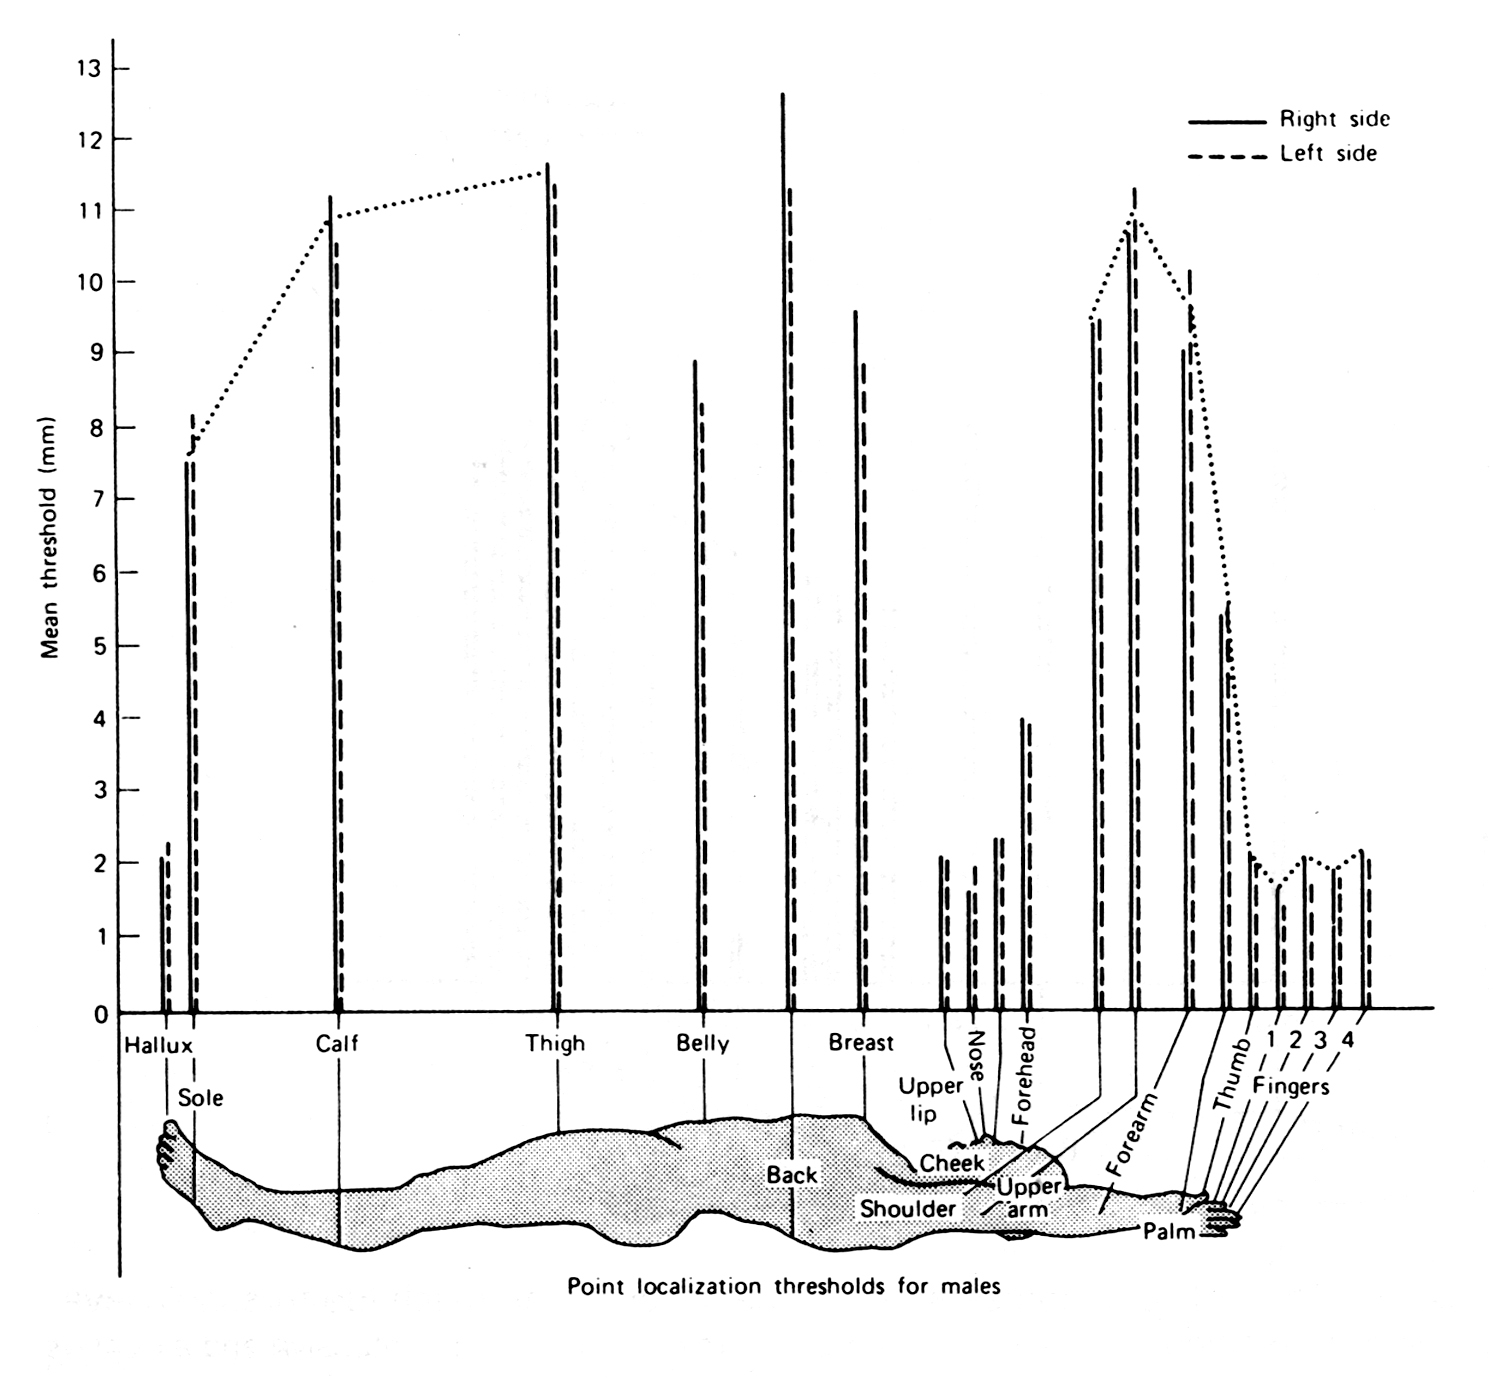 13
12
11
10
9
8
7
6
5
4
3
2
1
0
Mean threshold (mm)
Right side
Left side
Hallux
Sole
Calf
Thigh
Belly
Back
Breast
Upper
lip
Nose
Cheek
Forehead
Shoulder
Upper
arm
Forearm
Palm
Thumb
1 2 3 4
Fingers
Point localization thresholds for males